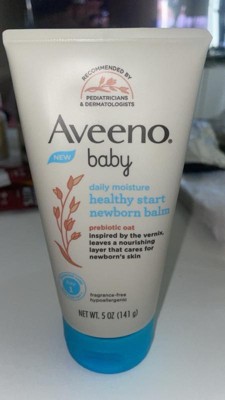 RECOMMENDED BY
PEDIATRICIANS
& DERMATOLOGISTS
Aveeno®
NEW
baby
daily moisture
healthy start
newborn balm
prebiotic oat
inspired by the vernix,
leaves a nourishing
layer that cares for
newborn's skin
fragrance-free
hypoallergenic
NET WT. 5 OZ (141 g)